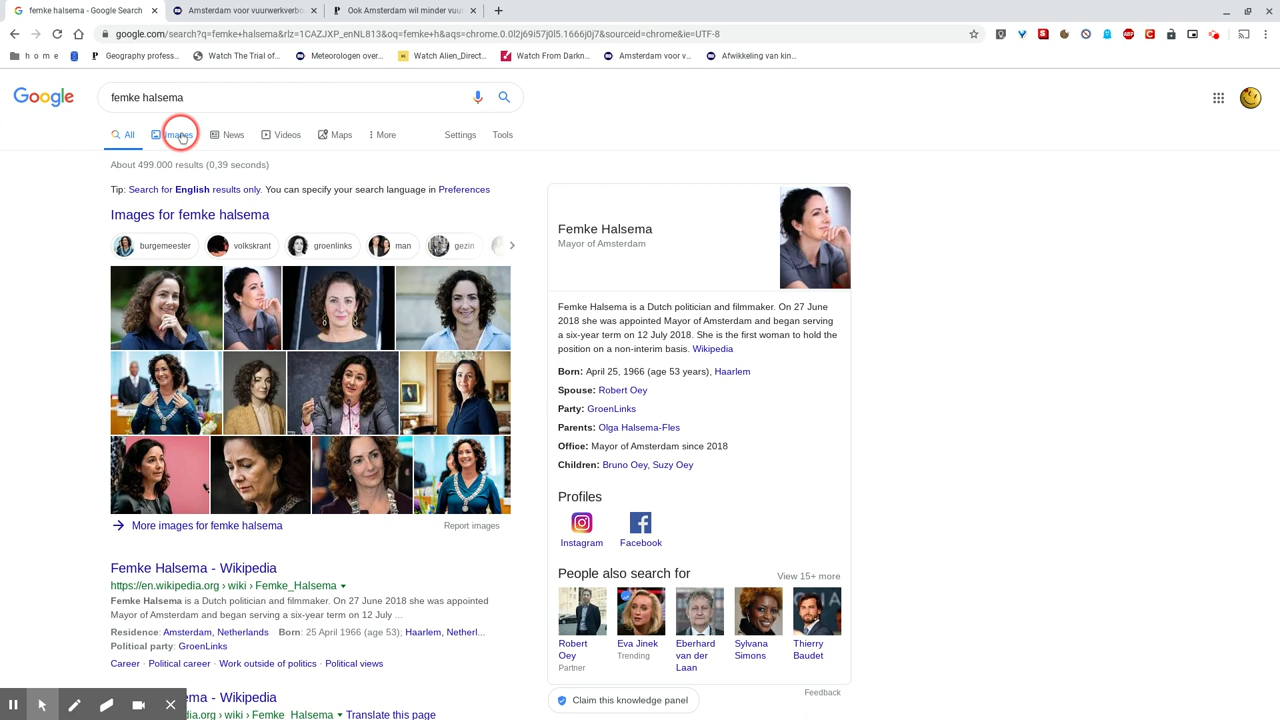 femke halsema - Google Search
Amsterdam voor vuurwerkverbo
Ook Amsterdam wil minder vuur
google.com/search?q=femke+halsema&rlz=1CAZJXP_enNL813&oq=femke+h&aqs=chrome.0.0l2j69i57j0l5.1666j0j7&sourceid=chrome&ie=UTF-8
h o m e
Geography profess...
Watch The Trial of...
Meteorologen over...
Watch Alien_Direct...
Watch From Darkn...
Amsterdam voor v...
Afwikkeling van kin...
Google
femke halsema
All
Images
News
Videos
Maps
More
Settings
Tools
About 499.000 results (0,39 seconds)
Tip: Search for English results only. You can specify your search language in Preferences
Images for femke halsema
burgemeester
volkskrant
groenlinks
man
gezin
More images for femke halsema
Report images
Femke Halsema - Wikipedia
https://en.wikipedia.org › wiki › Femke_Halsema
Femke Halsema is a Dutch politician and filmmaker. On 27 June 2018 she was appointed
Mayor of Amsterdam and began serving a six-year term on 12 July ...
Residence: Amsterdam, Netherlands Born: 25 April 1966 (age 53); Haarlem, Netherl...
Political party: GroenLinks
Career · Political career · Work outside of politics · Political views
ema - Wikipedia
dia.org › wiki › Femke_Halsema Translate this page
Femke Halsema
Mayor of Amsterdam
Femke Halsema is a Dutch politician and filmmaker. On 27 June
2018 she was appointed Mayor of Amsterdam and began serving
a six-year term on 12 July 2018. She is the first woman to hold the
position on a non-interim basis. Wikipedia
Born: April 25, 1966 (age 53 years), Haarlem
Spouse: Robert Oey
Party: GroenLinks
Parents: Olga Halsema-Fles
Office: Mayor of Amsterdam since 2018
Children: Bruno Oey, Suzy Oey
Profiles
Instagram
Facebook
People also search for
View 15+ more
Robert
Oey
Partner
Eva Jinek
Trending
Eberhard
van der
Laan
Sylvana
Simons
Thierry
Baudet
Claim this knowledge panel
Feedback